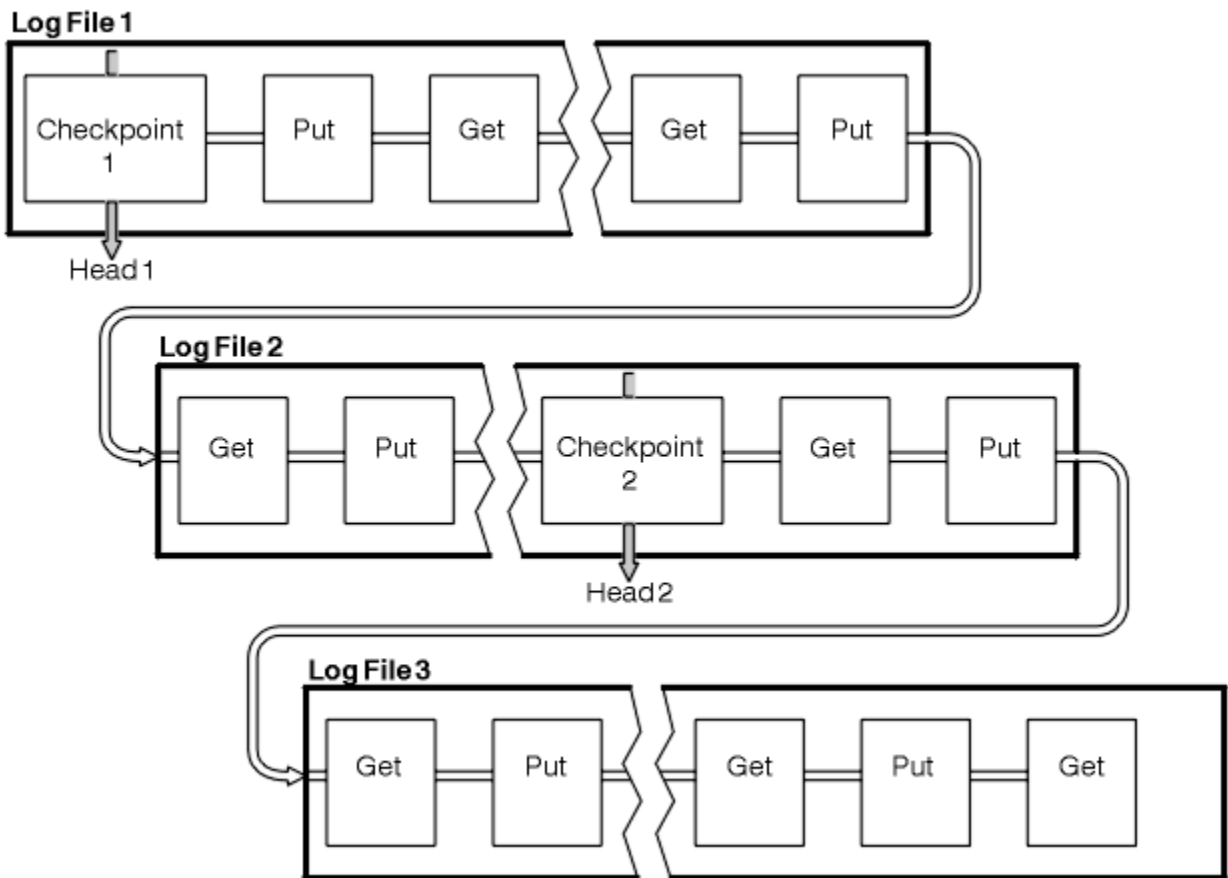 Log File 1
Checkpoint
1
Put
Get
Get
Put
Head 1
Log File 2
Get
Put
Checkpoint
2
Get
Put
Head 2
Log File 3
Get
Put
Get
Put
Get